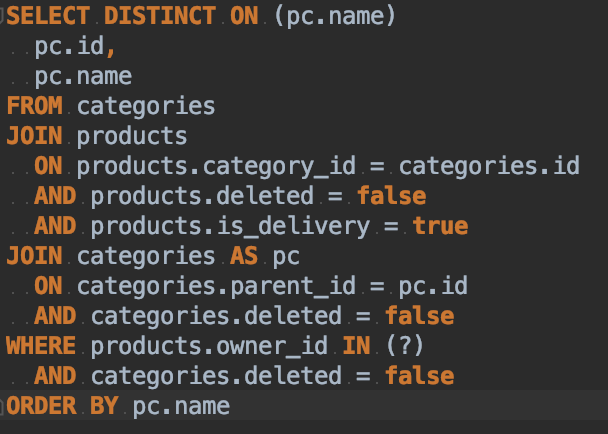 SELECT DISTINCT ON (pc.name)
  pc.id,
  pc.name
FROM categories
JOIN products
  ON products.category_id = categories.id
  AND products.deleted = false
  AND products.is_delivery = true
JOIN categories AS pc
  ON categories.parent_id = pc.id
  AND categories.deleted = false
WHERE products.owner_id IN (?)
  AND categories.deleted = false
ORDER BY pc.name